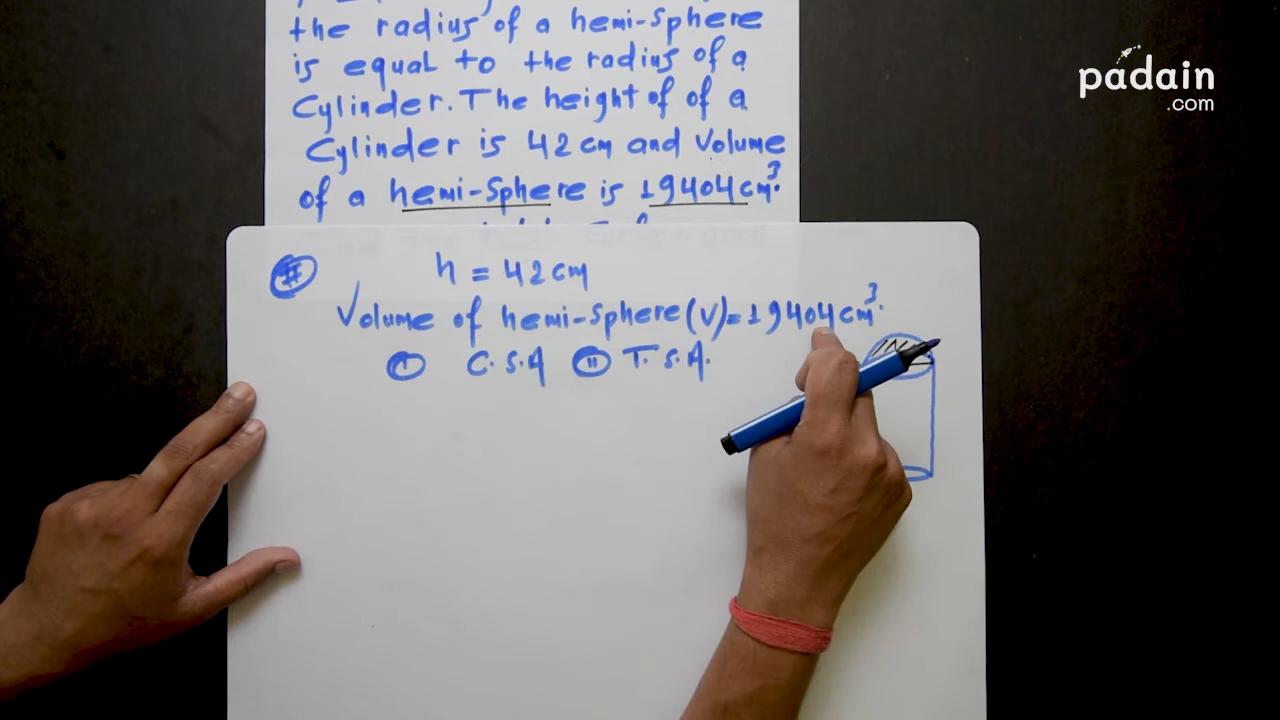 the radius of a hemi-sphere
is equal to the radius of a
Cylinder. The height of of a
Cylinder is 42 cm and Volume
of a hemi-Sphere is 19404 cm³.
h = 42 cm
Volume of hemi-sphere (V) = 19404 cm³.
(i) C.S.A (ii) T.S.A.
padain
.com